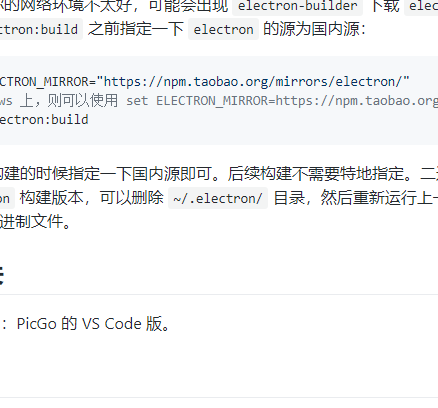 的网络环境不太好，可能会出现 electron-builder 下载
ctron:build 之前指定一下 electron 的源为国内源：
CTRON_MIRROR="https://npm.taobao.org/mirrors/electron/"
ws 上，则可以使用 set ELECTRON_MIRROR=https://npm.taobao.org
ectron:build
构建的时候指定一下国内源即可。后续构建不需要特地指定。二
on 构建版本，可以删除 ~/.electron/ 目录，然后重新运行上一
进制文件。
：PicGo 的 VS Code 版。